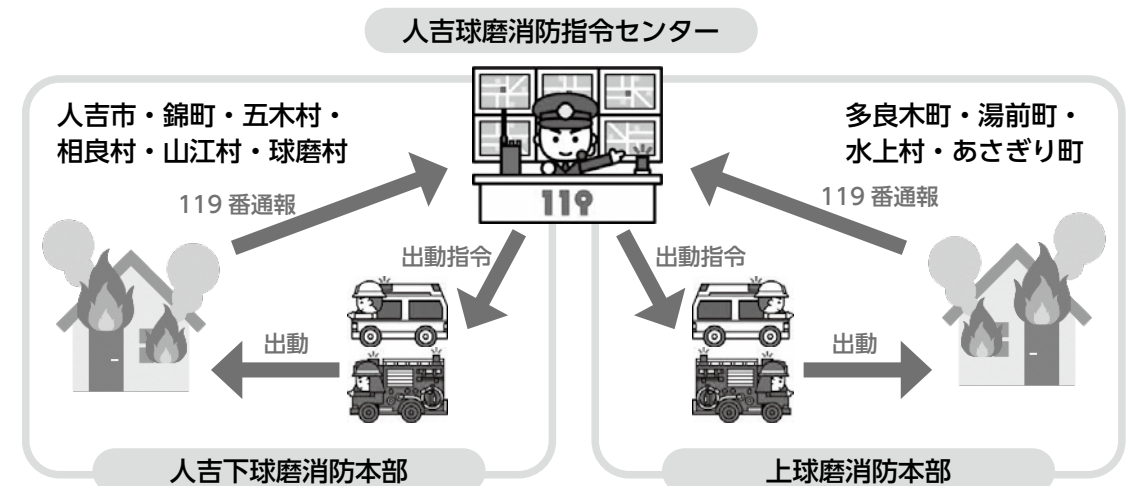 人吉球磨消防指令センター
人吉市・錦町・五木村・
相良村・山江村・球磨村
119 番通報
出動指令
出動
人吉下球磨消防本部
119
多良木町・湯前町・
水上村・あさぎり町
119 番通報
出動指令
出動
上球磨消防本部